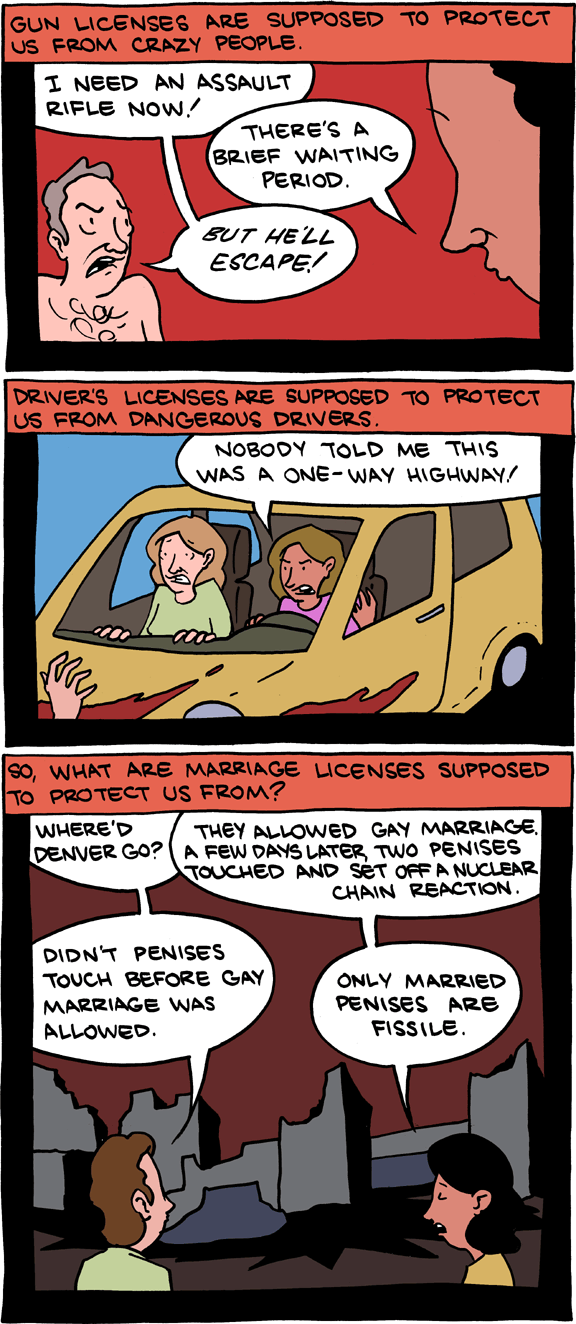 GUN LICENSES ARE SUPPOSED TO PROTECT
US FROM CRAZY PEOPLE.
I NEED AN ASSAULT
RIFLE NOW!
THERE'S A
BRIEF WAITING
PERIOD.
BUT HE'LL
ESCAPE!
DRIVER'S LICENSES ARE SUPPOSED TO PROTECT
US FROM DANGEROUS DRIVERS.
NOBODY TOLD ME THIS
WAS A ONE-WAY HIGHWAY!
SO, WHAT ARE MARRIAGE LICENSES SUPPOSED
TO PROTECT US FROM?
WHERE'D
DENVER GO?
THEY ALLOWED GAY MARRIAGE.
A FEW DAYS LATER, TWO PENISES
TOUCHED AND SET OFF A NUCLEAR
CHAIN REACTION.
DIDN'T PENISES
TOUCH BEFORE GAY
MARRIAGE WAS
ALLOWED.
ONLY MARRIED
PENISES ARE
FISSILE.